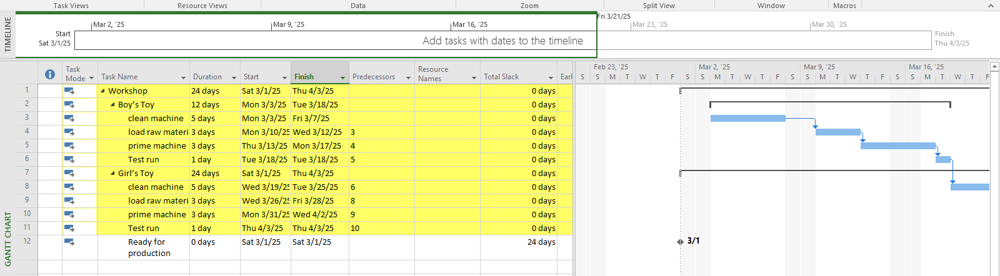 Task Views Resource Views Data Zoom Split View Window Macros
TIMELINE
Fri 3/21/25
Mar 2, '25 Mar 9, '25 Mar 16, '25 Mar 23, '25 Mar 30, '25
Start
Sat 3/1/25
Add tasks with dates to the timeline
Finish
Thu 4/3/25
GANTT CHART
Task Mode Task Name Duration Start Finish Predecessors Resource Names Total Slack Earl
Feb 23, '25 Mar 2, '25 Mar 9, '25 Mar 16, '25
S S M T W T F S S M T W T F S S M T W T F S S M T W T F
1 Workshop 24 days Sat 3/1/25 Thu 4/3/25 0 days
2 Boy's Toy 12 days Mon 3/3/25 Tue 3/18/25 0 days
3 clean machine 5 days Mon 3/3/25 Fri 3/7/25 0 days
4 load raw materi 3 days Mon 3/10/25 Wed 3/12/25 3 0 days
5 prime machine 3 days Thu 3/13/25 Mon 3/17/25 4 0 days
6 Test run 1 day Tue 3/18/25 Tue 3/18/25 5 0 days
7 Girl's Toy 24 days Sat 3/1/25 Thu 4/3/25 0 days
8 clean machine 5 days Wed 3/19/25 Tue 3/25/25 6 0 days
9 load raw materi 3 days Wed 3/26/25 Fri 3/28/25 8 0 days
10 prime machine 3 days Mon 3/31/25 Wed 4/2/25 9 0 days
11 Test run 1 day Thu 4/3/25 Thu 4/3/25 10 0 days
12 Ready for production 0 days Sat 3/1/25 Sat 3/1/25 24 days
3/1